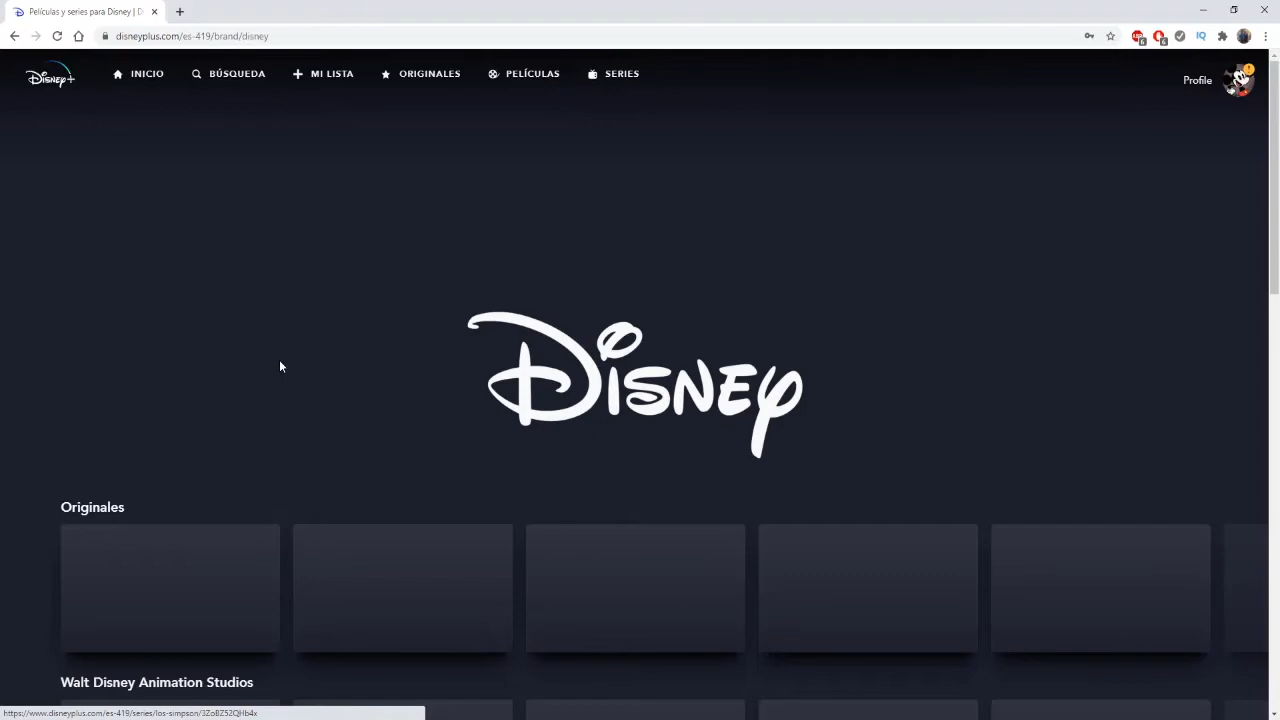 Películas y series para Disney | D
disneyplus.com/es-419/brand/disney
Disney+
INICIO
BÚSQUEDA
MI LISTA
ORIGINALES
PELÍCULAS
SERIES
Profile
Disney
Originales
Walt Disney Animation Studios
https://www.disneyplus.com/es-419/series/los-simpson/3ZoBZ52QHb4x